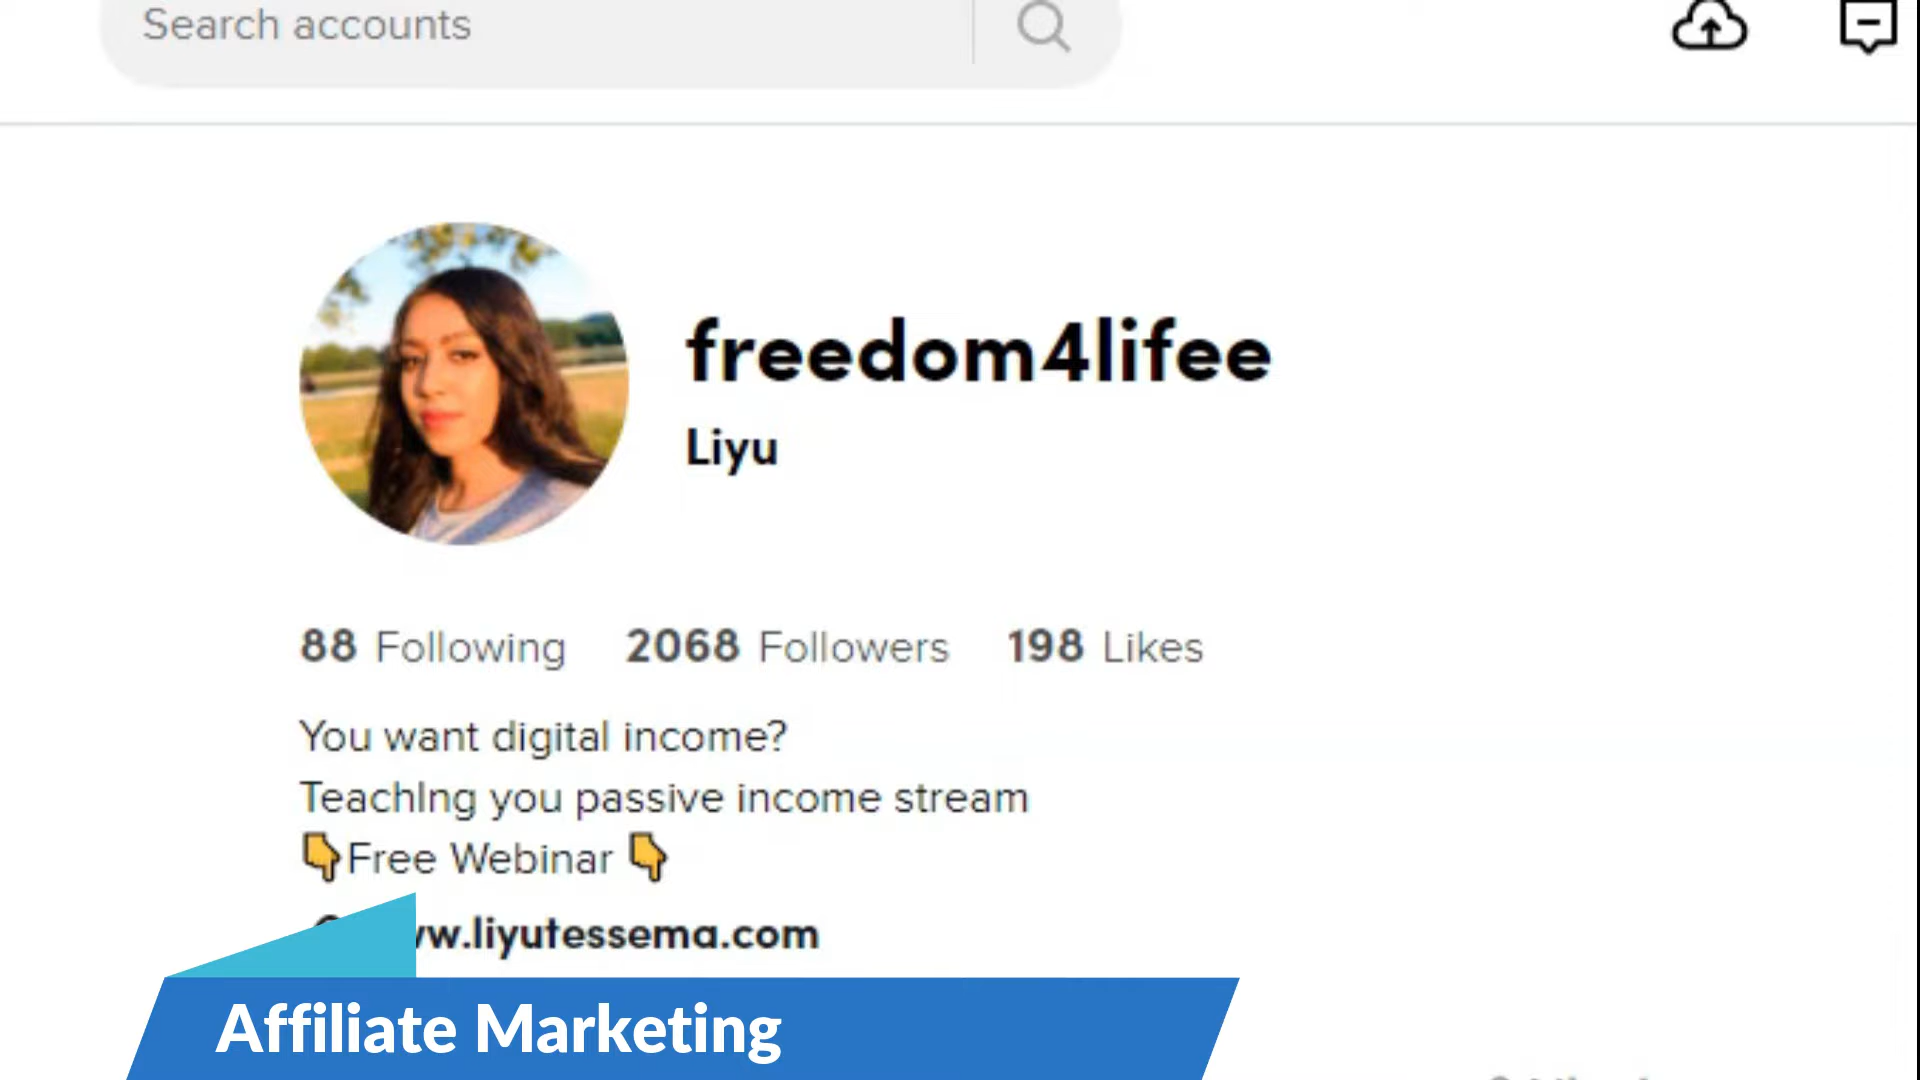 Search accounts
freedom4lifee
Liyu
88 Following 2068 Followers 198 Likes
You want digital income?
TeachIng you passive income stream
👇Free Webinar 👇
w.liyutessema.com
Affiliate Marketing